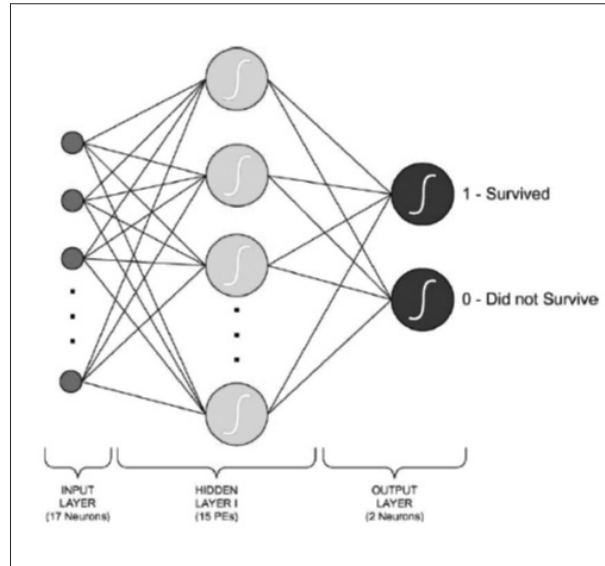 1 - Survived
0 - Did not Survive
INPUT
LAYER
(17 Neurons)
HIDDEN
LAYER I
(15 PEs)
OUTPUT
LAYER
(2 Neurons)